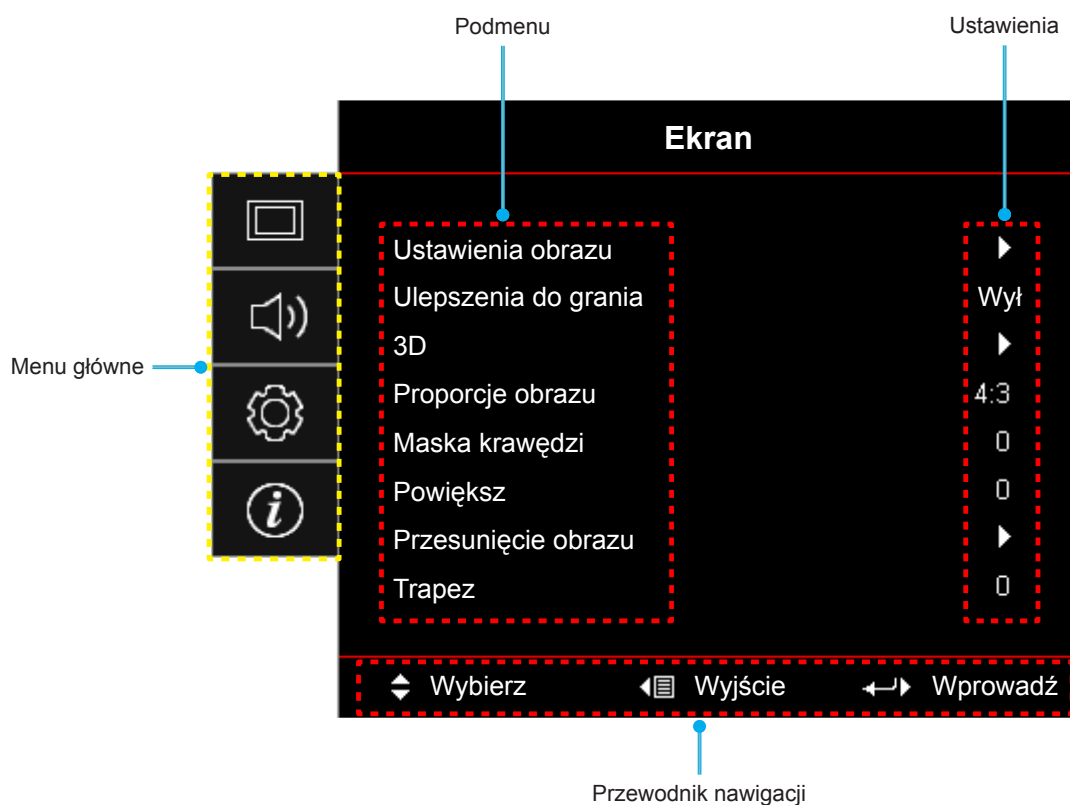 Podmenu
Ustawienia
Ekran
Ustawienia obrazu
Ulepszenia do grania Wył
3D
Menu główne
Proporcje obrazu 4:3
Maska krawędzi 0
Powiększ 0
Przesunięcie obrazu
Trapez 0
Wybierz Wyjście Wprowadź
Przewodnik nawigacji